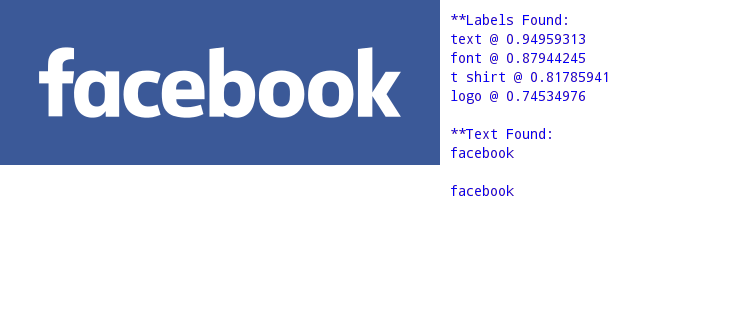 facebook
**Labels Found:
text @ 0.94959313
font @ 0.87944245
t shirt @ 0.81785941
logo @ 0.74534976
**Text Found:
facebook
facebook